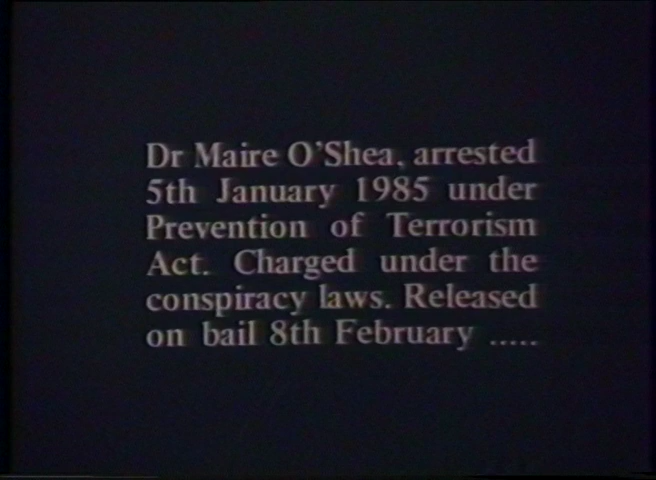 Dr Maire O'Shea, arrested
5th January 1985 under
Prevention of Terrorism
Act. Charged under the
conspiracy laws. Released
on bail 8th February .....